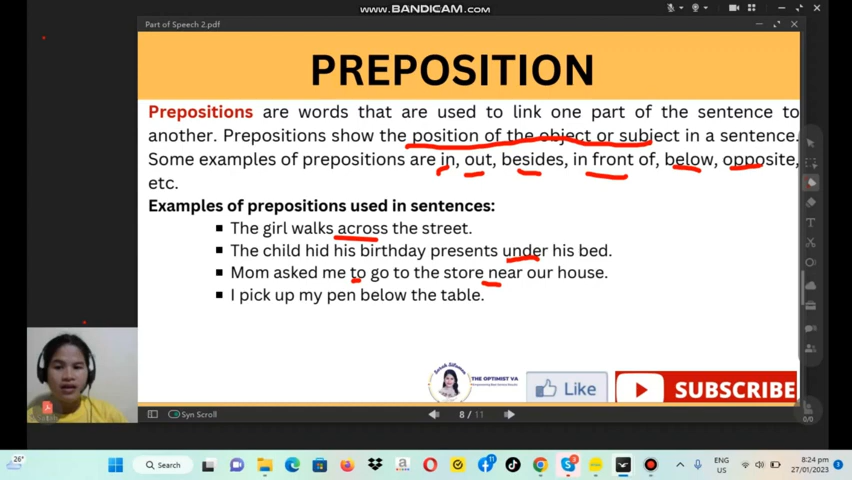 www.BANDICAM.com
Part of Speech 2.pdf
PREPOSITION
Prepositions are words that are used to link one part of the sentence to
another. Prepositions show the position of the object or subject in a sentence.
Some examples of prepositions are in, out, besides, in front of, below, opposite,
etc.
Examples of prepositions used in sentences:
The girl walks across the street.
The child hid his birthday presents under his bed.
Mom asked me to go to the store near our house.
I pick up my pen below the table.
THE OPTIMIST VA
Like
SUBSCRIBE
Syn Scroll
8 / 11
0/0
26°
Search
ENG
US
8:24 pm
27/01/2023